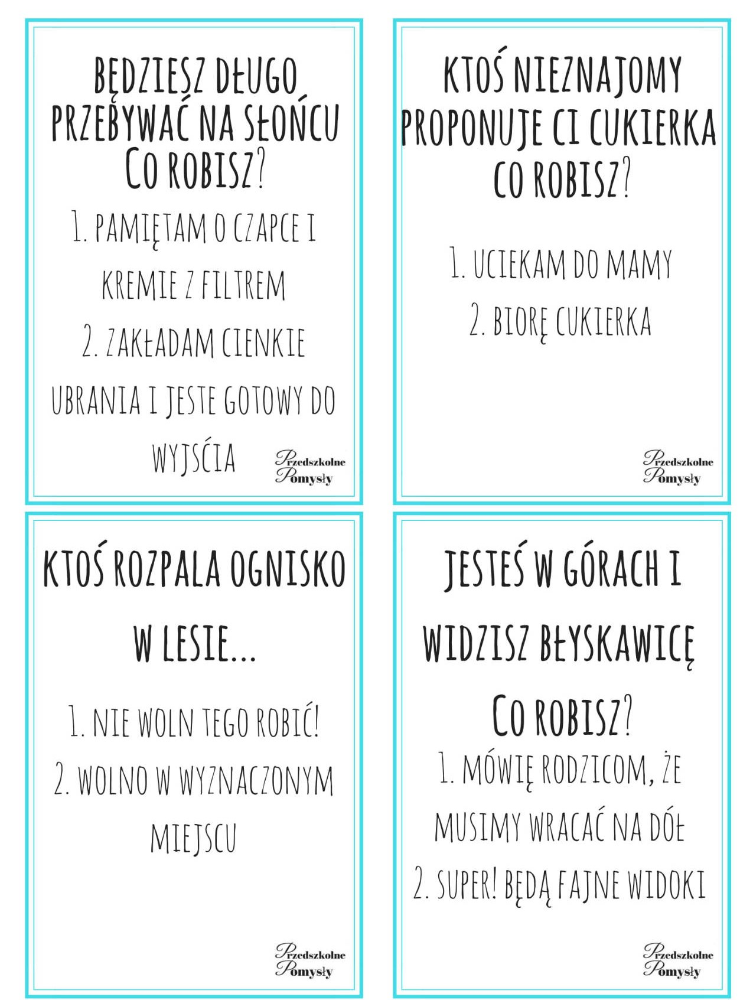 BĘDZIESZ DŁUGO
PRZEBYWAĆ NA SŁOŃCU
CO ROBISZ?
1. PAMIĘTAM O CZAPCE I
KREMIE Z FILTREM
2. ZAKŁADAM CIENKIE
UBRANIA I JESTE GOTOWY DO
WYJSĆIA
Przedszkolne
Pomysły
KTOŚ NIEZNAJOMY
PROPONUJE CI CUKIERKA
CO ROBISZ?
1. UCIEKAM DO MAMY
2. BIORĘ CUKIERKA
Przedszkolne
Pomysły
KTOŚ ROZPALA OGNISKO
W LESIE...
1. NIE WOLN TEGO ROBIĆ!
2. WOLNO W WYZNACZONYM
MIEJSCU
Przedszkolne
Pomysły
JESTEŚ W GÓRACH I
WIDZISZ BŁYSKAWICĘ
CO ROBISZ?
1. MÓWIĘ RODZICOM, ŻE
MUSIMY WRACAĆ NA DÓŁ
2. SUPER! BĘDĄ FAJNE WIDOKI
Przedszkolne
Pomysły